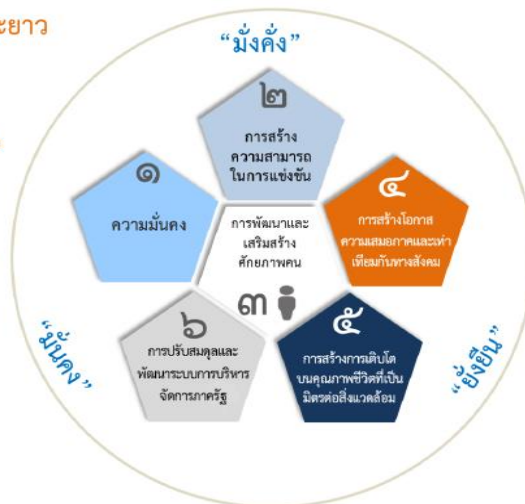 ะยาว
“มั่งคั่ง”
๒
การสร้าง
ความสามารถ
ในการแข่งขัน
๑
ความมั่นคง
๔
การสร้างโอกาส
ความเสมอภาคและเท่า
เทียมกันทางสังคม
การพัฒนาและ
เสริมสร้าง
ศักยภาพคน
๓
๖
การปรับสมดุลและ
พัฒนาระบบการบริหาร
จัดการภาครัฐ
๕
การสร้างการเติบโต
บนคุณภาพชีวิตที่เป็น
มิตรต่อสิ่งแวดล้อม
“มั่นคง”
“ยั่งยืน”